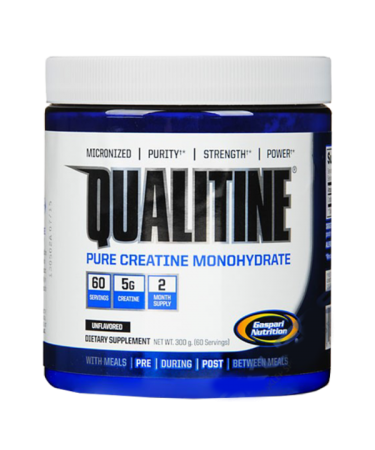 MICRONIZED | PURITY†* | STRENGTH†* | POWER†*
QUALITINE®
PURE CREATINE MONOHYDRATE
60 SERVINGS
5G CREATINE
2 MONTH SUPPLY
UNFLAVORED
DIETARY SUPPLEMENT NET WT. 300 g (60 Servings)
Gaspari
Nutrition®
WITH MEALS | PRE | DURING | POST | BETWEEN MEALS